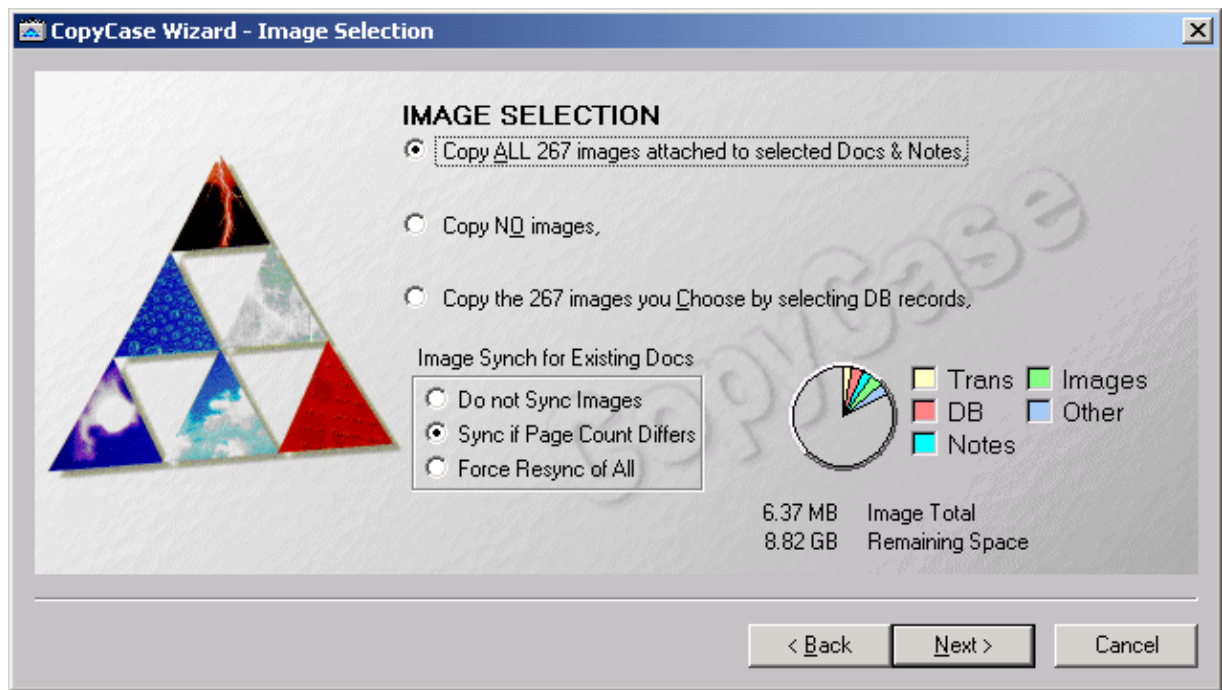 CopyCase Wizard - Image Selection
IMAGE SELECTION
Copy ALL 267 images attached to selected Docs & Notes,
Copy NO images,
Copy the 267 images you Choose by selecting DB records,
Image Synch for Existing Docs
Do not Sync Images
Sync if Page Count Differs
Force Resync of All
Trans
Images
DB
Other
Notes
CopyCase
6.37 MB Image Total
8.82 GB Remaining Space
< Back
Next >
Cancel